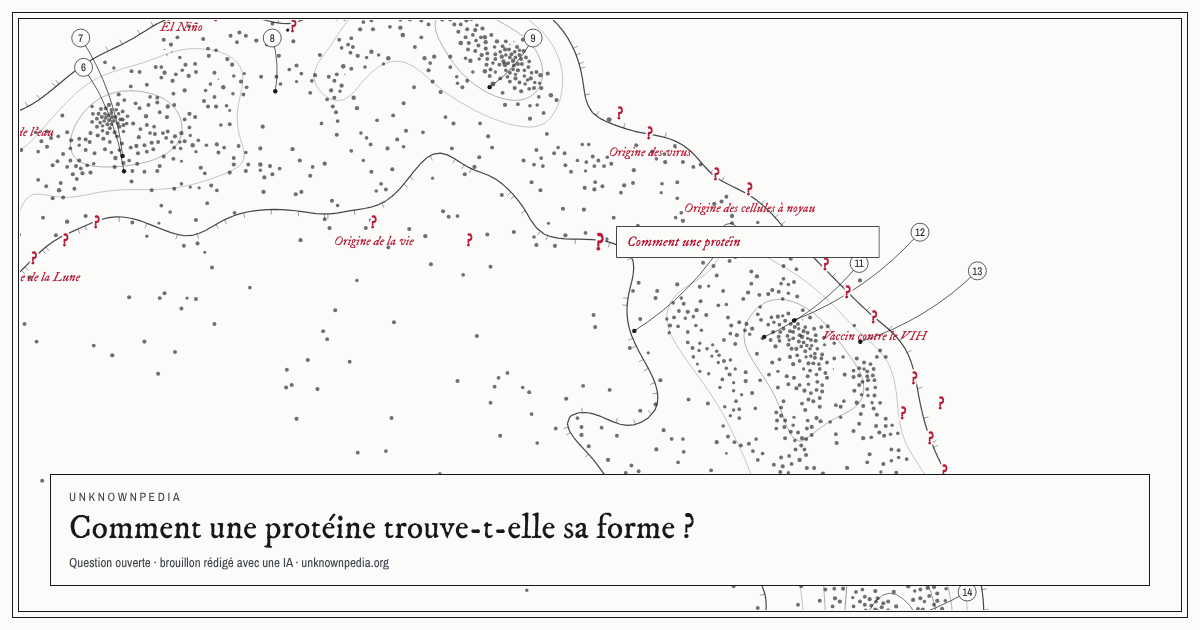 El Niño
7
8
9
6
ie l'eau
Origine des virus
Origine des cellules à noyau
Origine de la vie
Comment une protéin
12
11
13
e de la Lune
Vaccin contre le VIH
UNKNOWNPEDIA
Comment une protéine trouve-t-elle sa forme ?
Question ouverte · brouillon rédigé avec une IA · unknownpedia.org
14